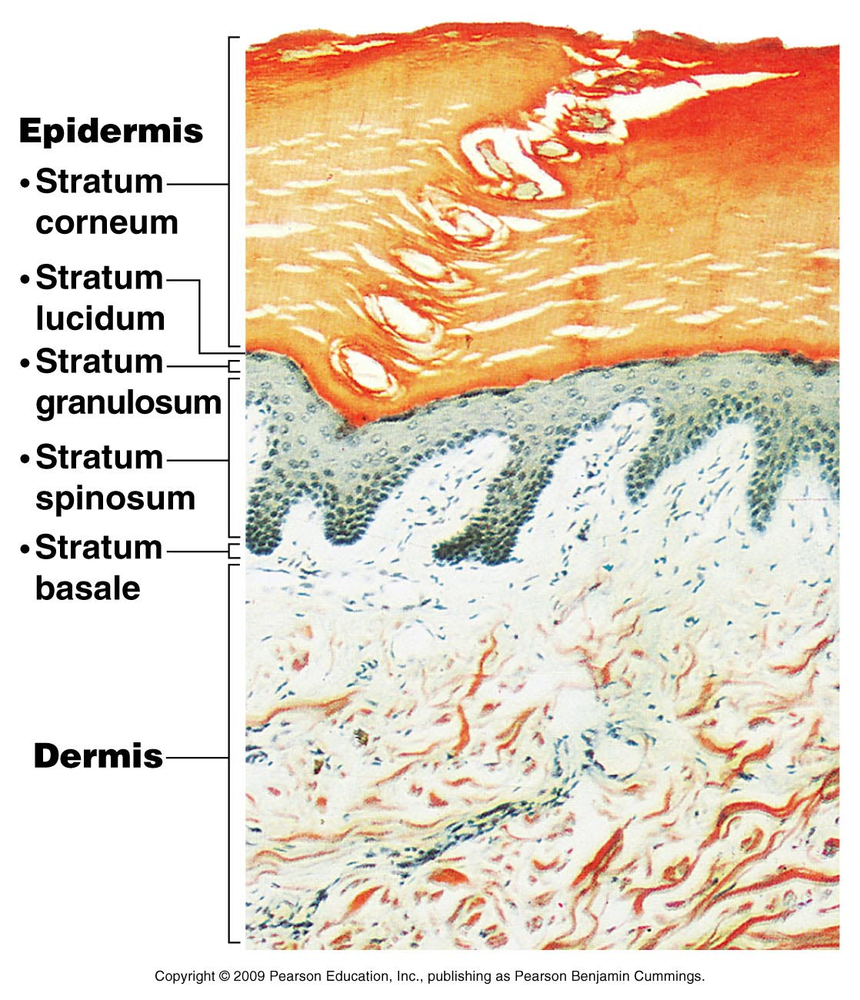 Epidermis
• Stratum
corneum
• Stratum
lucidum
• Stratum
granulosum
• Stratum
spinosum
• Stratum
basale
Dermis
Copyright © 2009 Pearson Education, Inc., publishing as Pearson Benjamin Cummings.